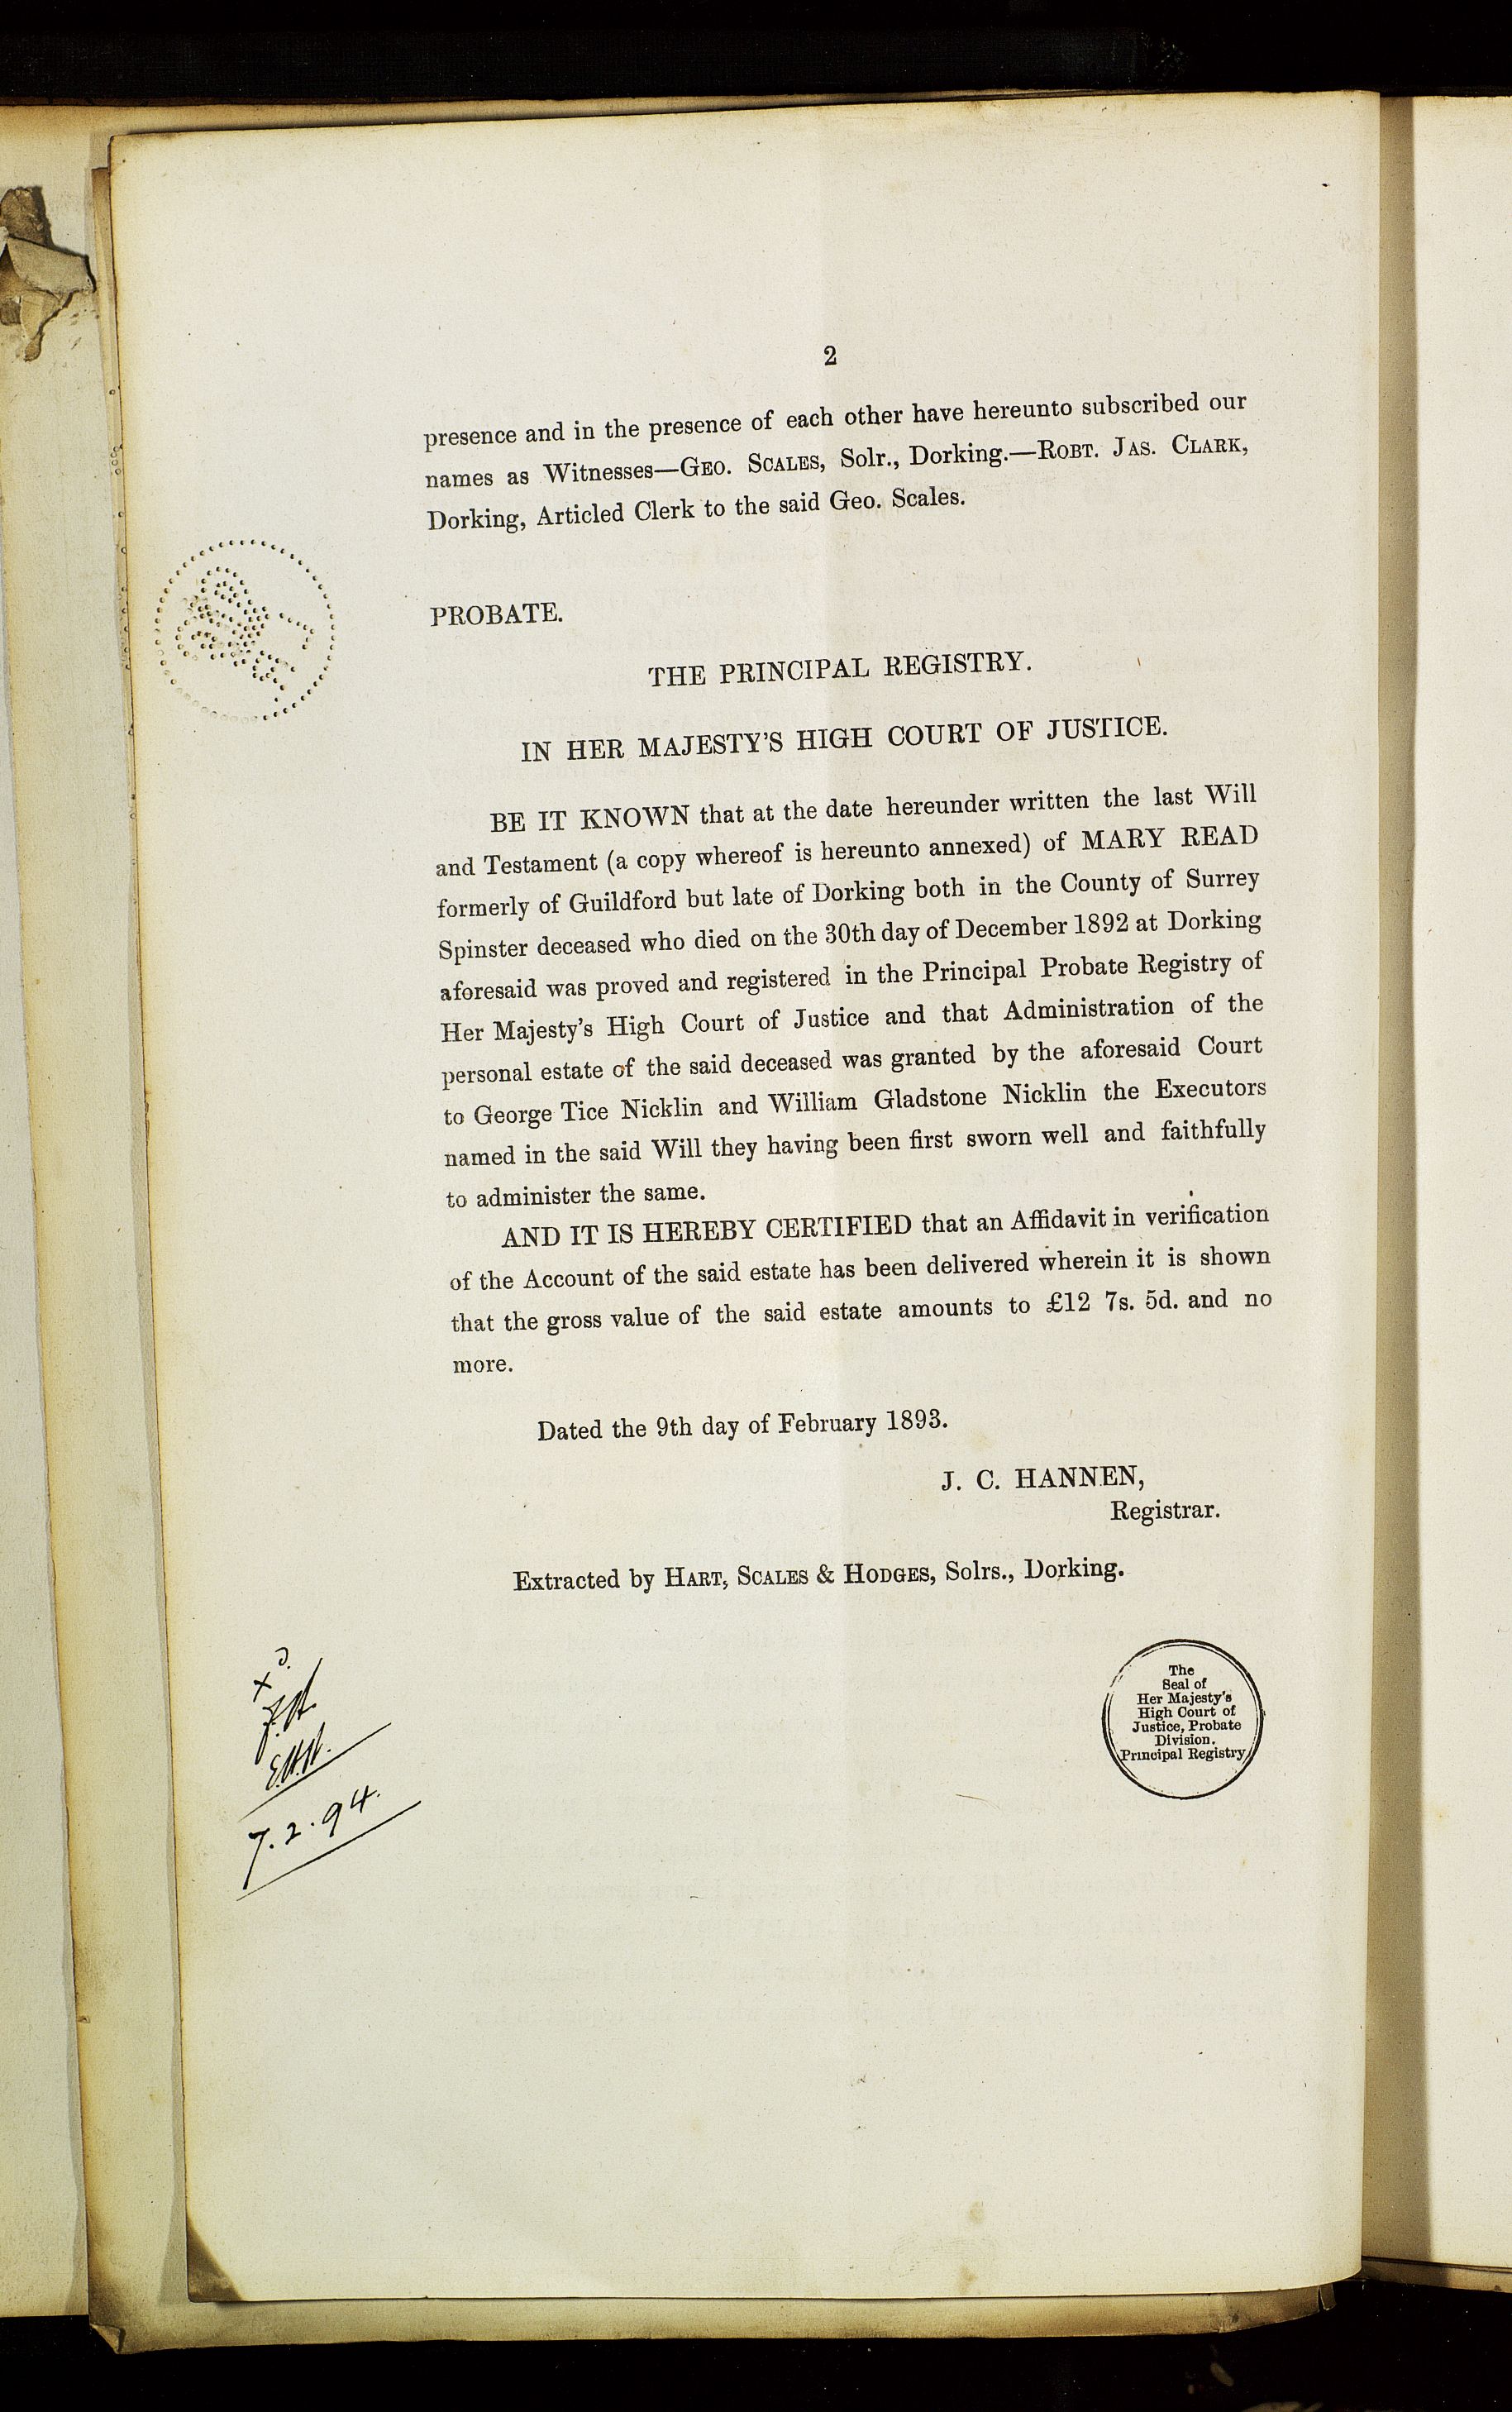 2
presence and in the presence of each other have hereunto subscribed our
names as Witnesses—GEO. SCALES, Solr., Dorking.—ROBT. JAS. CLARK,
Dorking, Articled Clerk to the said Geo. Scales.
PROBATE.
THE PRINCIPAL REGISTRY.
IN HER MAJESTY'S HIGH COURT OF JUSTICE.
BE IT KNOWN that at the date hereunder written the last Will
and Testament (a copy whereof is hereunto annexed) of MARY READ
formerly of Guildford but late of Dorking both in the County of Surrey
Spinster deceased who died on the 30th day of December 1892 at Dorking
aforesaid was proved and registered in the Principal Probate Registry of
Her Majesty's High Court of Justice and that Administration of the
personal estate of the said deceased was granted by the aforesaid Court
to George Tice Nicklin and William Gladstone Nicklin the Executors
named in the said Will they having been first sworn well and faithfully
to administer the same.
AND IT IS HEREBY CERTIFIED that an Affidavit in verification
of the Account of the said estate has been delivered wherein it is shown
that the gross value of the said estate amounts to £12 7s. 5d. and no
more.
Dated the 9th day of February 1893.
J. C. HANNEN,
Registrar.
Extracted by HART, SCALES & HODGES, Solrs., Dorking.
The
Seal of
Her Majesty's
High Court of
Justice, Probate
Division.
Principal Registry
7.2.94.